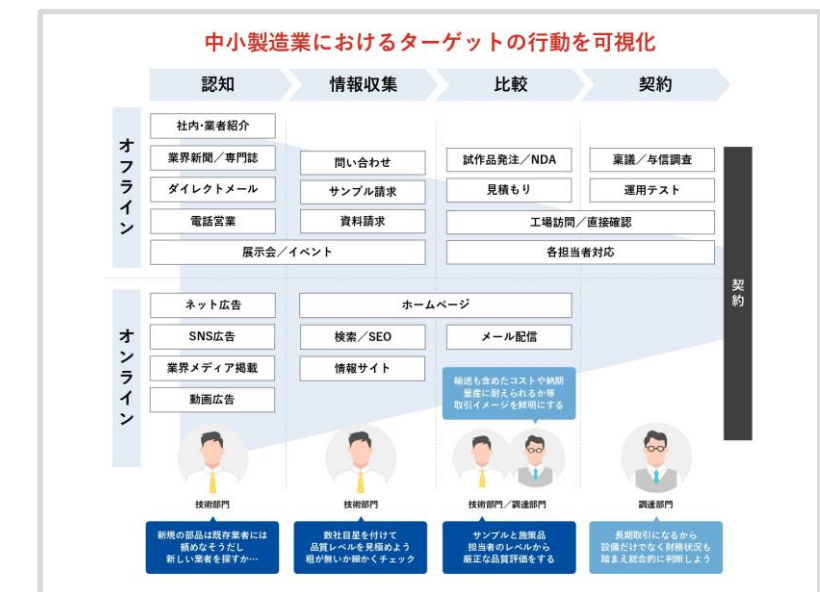 中小製造業におけるターゲットの行動を可視化
認知
情報収集
比較
契約
オフライン
社内・業者紹介
業界新聞／専門誌
ダイレクトメール
電話営業
問い合わせ
サンプル請求
資料請求
展示会／イベント
試作品発注／NDA
見積もり
稟議／与信調査
運用テスト
工場訪問／直接確認
各担当者対応
契約
オンライン
ネット広告
SNS広告
業界メディア掲載
動画広告
ホームページ
検索／SEO
情報サイト
メール配信
輸送も含めたコストや納期
量産に耐えられるか等
取引イメージを鮮明にする
技術部門
技術部門
技術部門／調達部門
調達部門
新規の部品は既存業者には
頼めなそうだし
新しい業者を探すか…
数社目星を付けて
品質レベルを見極めよう
粗が無いか細かくチェック
サンプルと施策品
担当者のレベルから
厳正な品質評価をする
長期取引になるから
設備だけでなく財務状況も
踏まえ総合的に判断しよう